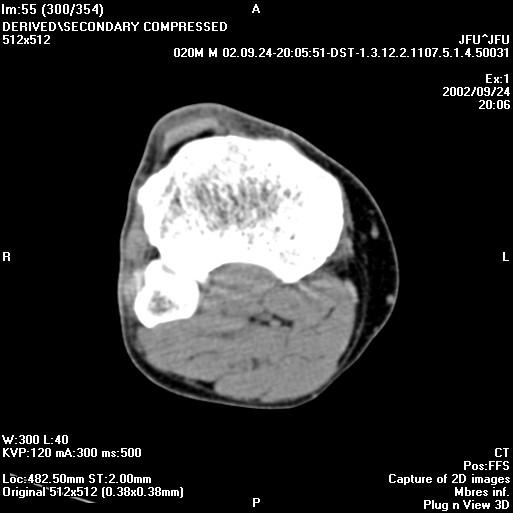 Im:55 (300/354)
A
DERIVED\SECONDARY COMPRESSED
512x512
JFU^JFU
020M M 02.09.24-20:05:51-DST-1.3.12.2.1107.5.1.4.50031
Ex:1
2002/09/24
20:06
R
L
W:300 L:40
KVP:120 mA:300 ms:500
CT
Pos:FFS
Loc:482.50mm ST:2.00mm
Capture of 2D images
Original 512x512 (0.38x0.38mm)
Mbres inf.
P
Plug n View 3D